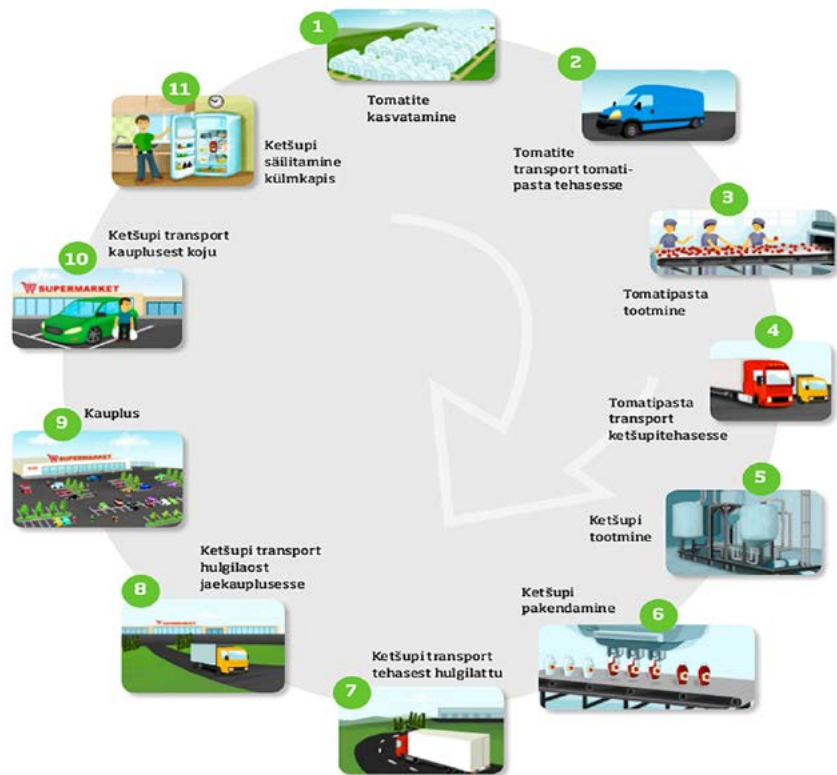 1
Tomatite
kasvatamine
2
Tomatite
transport tomati-
pasta tehasesse
3
Tomatipasta
tootmine
4
Tomatipasta
transport
ketšupitehasesse
5
Ketšupi
tootmine
6
Ketšupi
pakendamine
7
Ketšupi transport
tehasest hulgilattu
8
Ketšupi transport
hulgilaost
jaekauplusesse
9
Kauplus
SUPERMARKET
10
Ketšupi transport
kauplusest koju
SUPERMARKET
11
Ketšupi
säilitamine
külmkapis